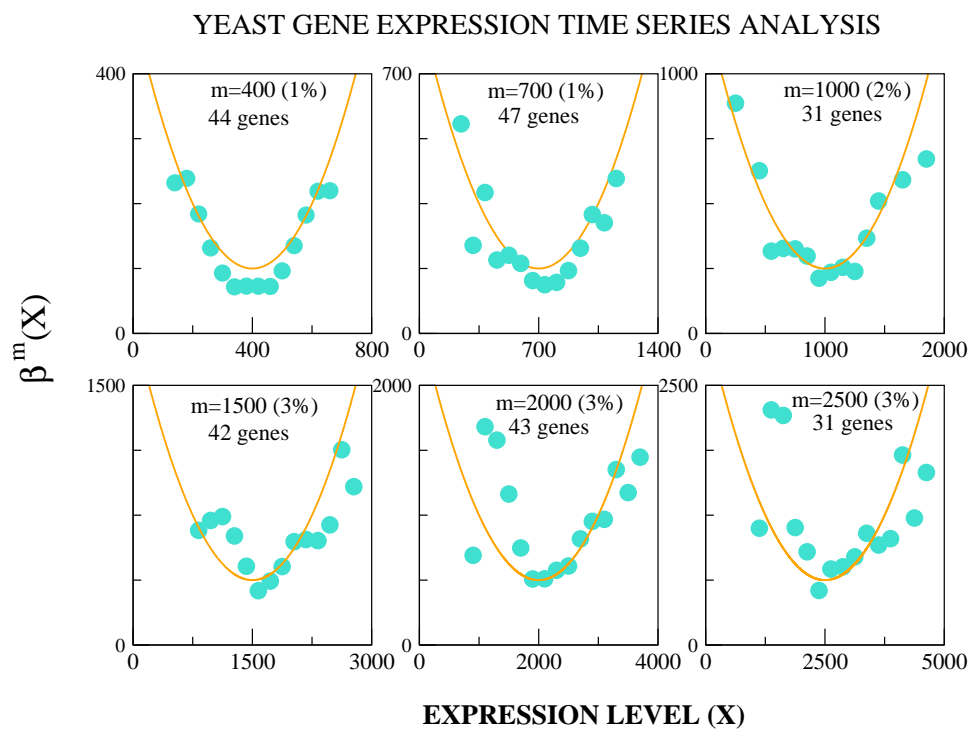 YEAST GENE EXPRESSION TIME SERIES ANALYSIS
400
m=400 (1%)
44 genes
0
0 400 800
700
m=700 (1%)
47 genes
0
0 700 1400
1000
m=1000 (2%)
31 genes
0
0 1000 2000
β^m(X)
1500
m=1500 (3%)
42 genes
0
0 1500 3000
2000
m=2000 (3%)
43 genes
0
0 2000 4000
2500
m=2500 (3%)
31 genes
0
0 2500 5000
EXPRESSION LEVEL (X)